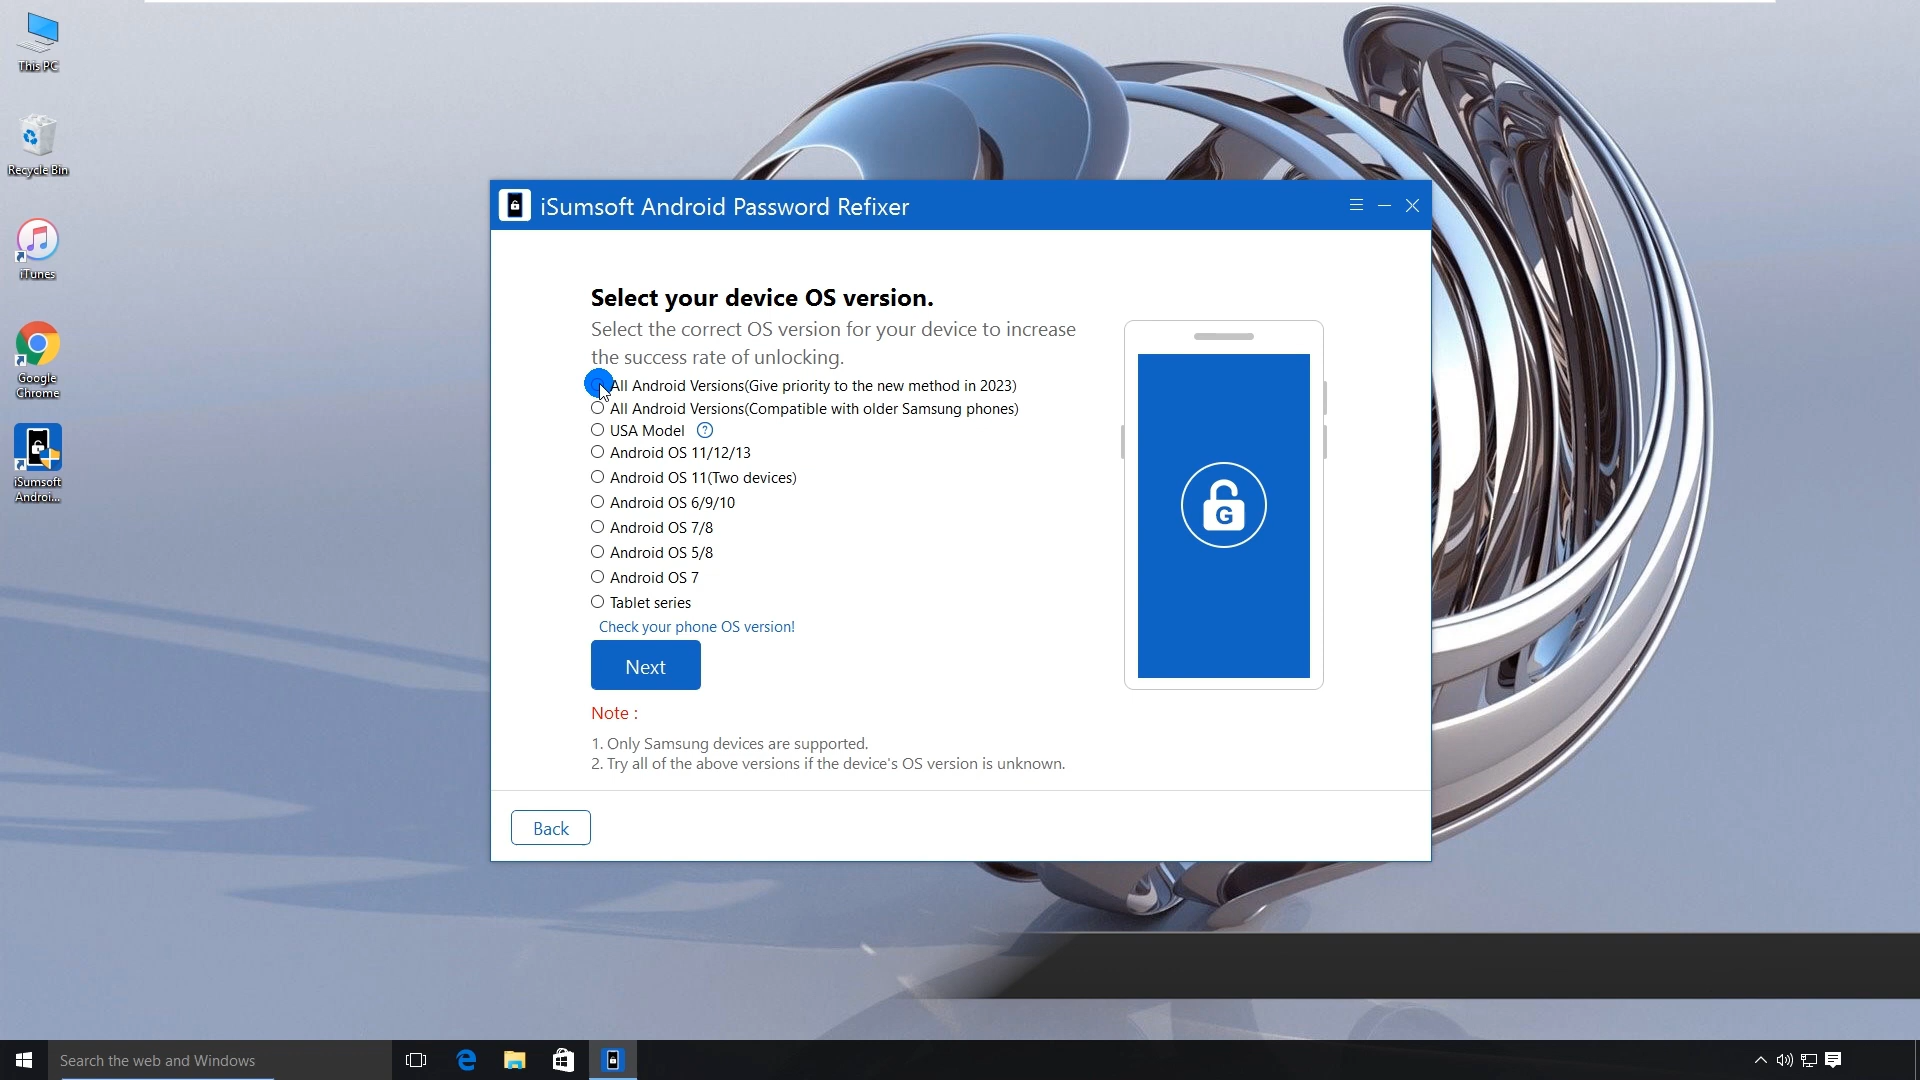 This PC
Recycle Bin
iTunes
Google
Chrome
iSumsoft
Androi...
iSumsoft Android Password Refixer
Select your device OS version.
Select the correct OS version for your device to increase
the success rate of unlocking.
All Android Versions(Give priority to the new method in 2023)
All Android Versions(Compatible with older Samsung phones)
USA Model ?
Android OS 11/12/13
Android OS 11(Two devices)
Android OS 6/9/10
Android OS 7/8
Android OS 5/8
Android OS 7
Tablet series
Check your phone OS version!
Next
G
Note :
1. Only Samsung devices are supported.
2. Try all of the above versions if the device's OS version is unknown.
Back
Search the web and Windows